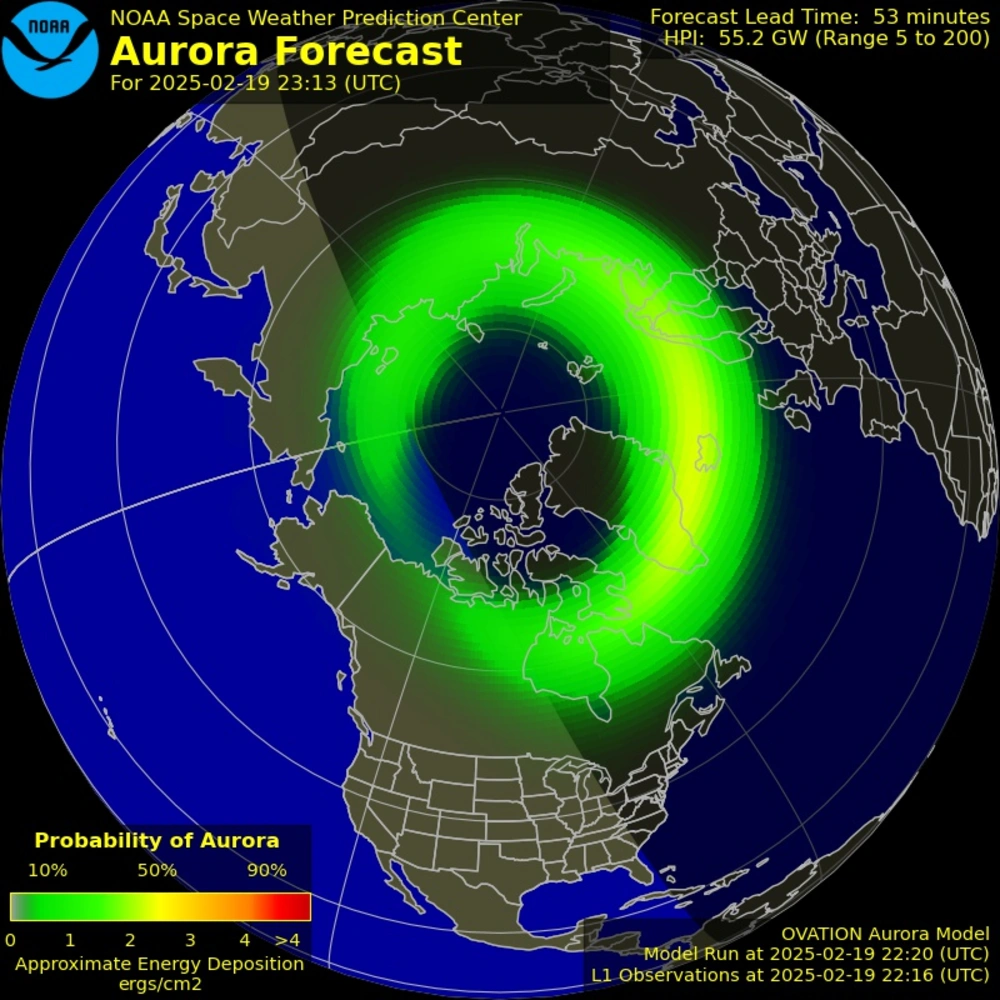 NOAA
NOAA Space Weather Prediction Center
Aurora Forecast
For 2025-02-19 23:13 (UTC)
Forecast Lead Time: 53 minutes
HPI: 55.2 GW (Range 5 to 200)
Probability of Aurora
10% 50% 90%
0 1 2 3 4 >4
Approximate Energy Deposition
ergs/cm2
OVATION Aurora Model
Model Run at 2025-02-19 22:20 (UTC)
L1 Observations at 2025-02-19 22:16 (UTC)